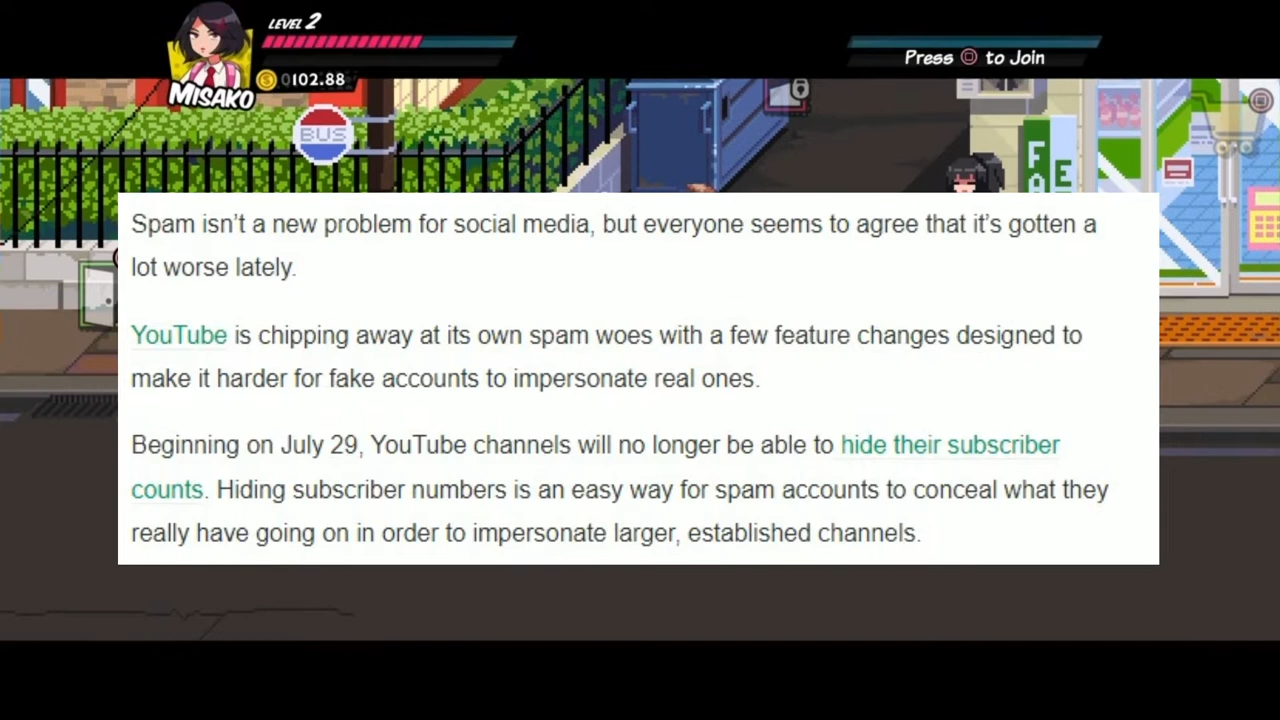 LEVEL 2
0102.88
MISAKO
Press to Join
BUS
Spam isn’t a new problem for social media, but everyone seems to agree that it’s gotten a
lot worse lately.
YouTube is chipping away at its own spam woes with a few feature changes designed to
make it harder for fake accounts to impersonate real ones.
Beginning on July 29, YouTube channels will no longer be able to hide their subscriber
counts. Hiding subscriber numbers is an easy way for spam accounts to conceal what they
really have going on in order to impersonate larger, established channels.